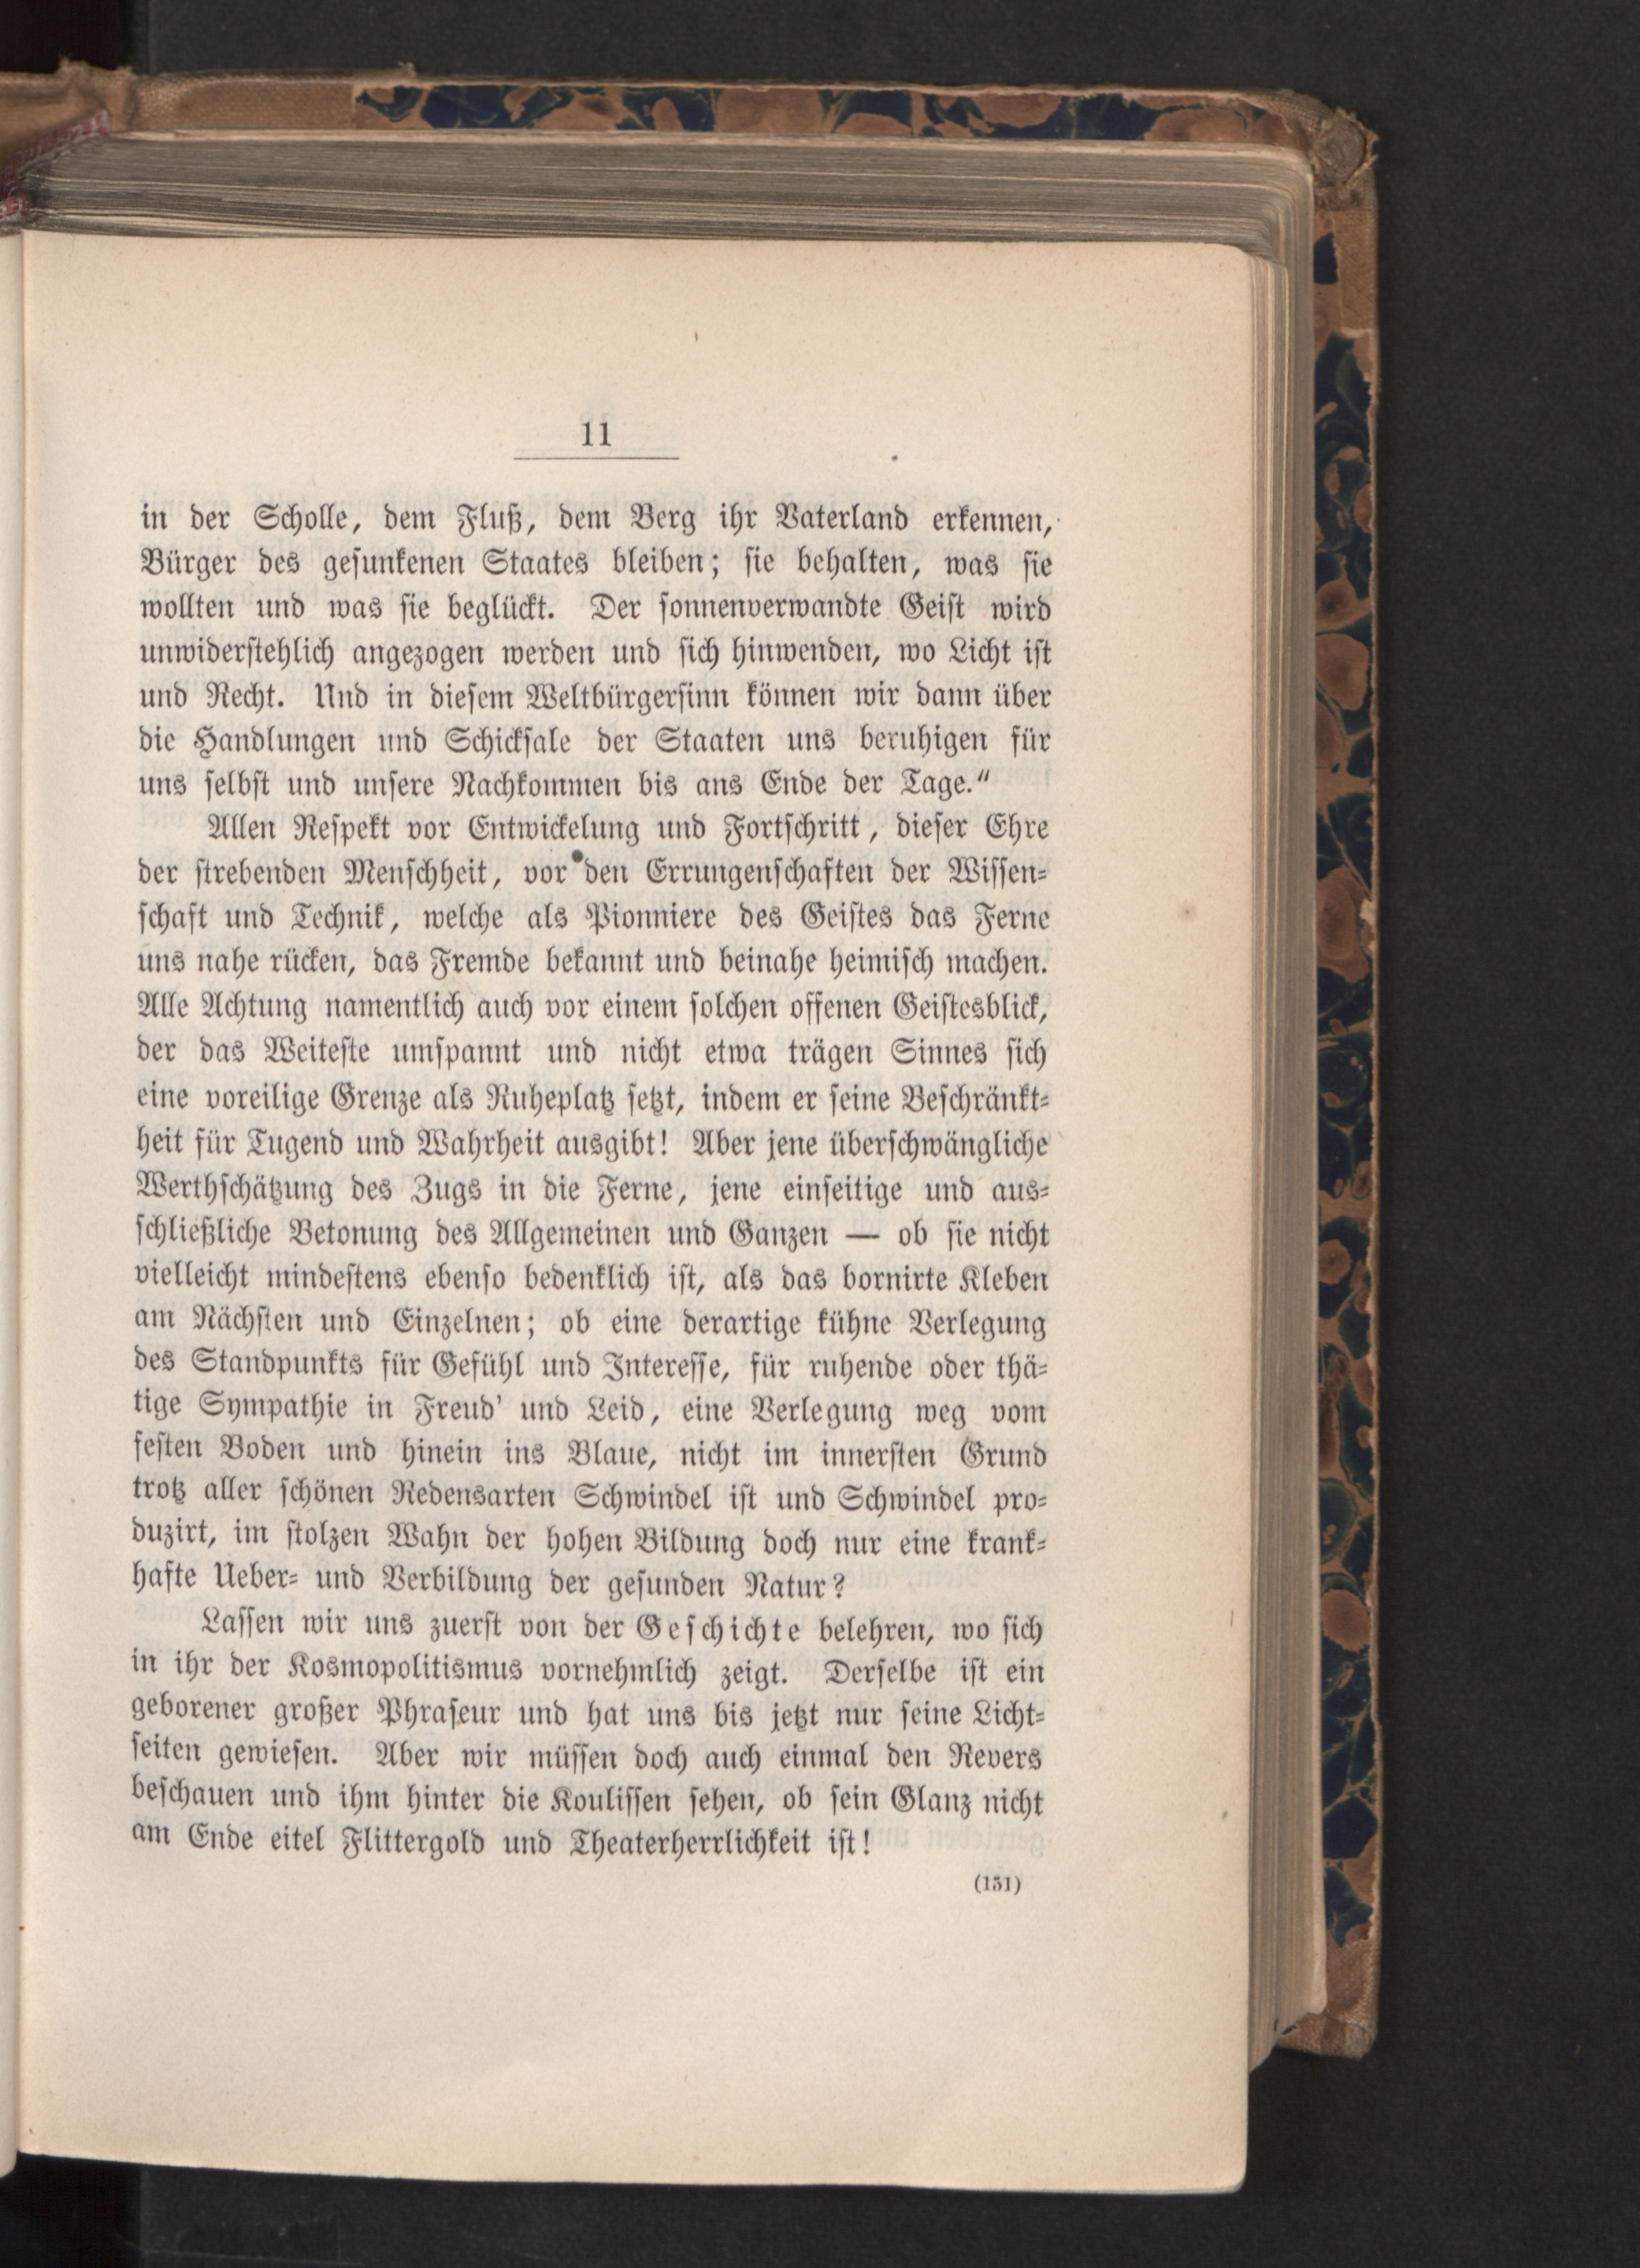 11
in der Scholle, dem Fluß, dem Berg ihr Vaterland erkennen,
Bürger des gesunkenen Staates bleiben; sie behalten, was sie
wollten und was sie beglückt. Der sonnenverwandte Geist wird
unwiderstehlich angezogen werden und sich hinwenden, wo Licht ist
und Recht. Und in diesem Weltbürgersinn können wir dann über
die Handlungen und Schicksale der Staaten uns beruhigen für
uns selbst und unsere Nachkommen bis ans Ende der Tage.“
Allen Respekt vor Entwickelung und Fortschritt, dieser Ehre
der strebenden Menschheit, vor den Errungenschaften der Wissen-
schaft und Technik, welche als Pionniere des Geistes das Ferne
uns nahe rücken, das Fremde bekannt und beinahe heimisch machen.
Alle Achtung namentlich auch vor einem solchen offenen Geistesblick,
der das Weiteste umspannt und nicht etwa trägen Sinnes sich
eine voreilige Grenze als Ruheplatz setzt, indem er seine Beschränkt-
heit für Tugend und Wahrheit ausgibt! Aber jene überschwängliche
Werthschätzung des Zugs in die Ferne, jene einseitige und aus-
schließliche Betonung des Allgemeinen und Ganzen — ob sie nicht
vielleicht mindestens ebenso bedenklich ist, als das bornirte Kleben
am Nächsten und Einzelnen; ob eine derartige kühne Verlegung
des Standpunkts für Gefühl und Interesse, für ruhende oder thä-
tige Sympathie in Freud' und Leid, eine Verlegung weg vom
festen Boden und hinein ins Blaue, nicht im innersten Grund
trotz aller schönen Redensarten Schwindel ist und Schwindel pro-
duzirt, im stolzen Wahn der hohen Bildung doch nur eine krank-
hafte Ueber- und Verbildung der gesunden Natur?
Lassen wir uns zuerst von der Geschichte belehren, wo sich
in ihr der Kosmopolitismus vornehmlich zeigt. Derselbe ist ein
geborener großer Phraseur und hat uns bis jetzt nur seine Licht-
seiten gewiesen. Aber wir müssen doch auch einmal den Revers
beschauen und ihm hinter die Koulissen sehen, ob sein Glanz nicht
am Ende eitel Flittergold und Theaterherrlichkeit ist!
(151)